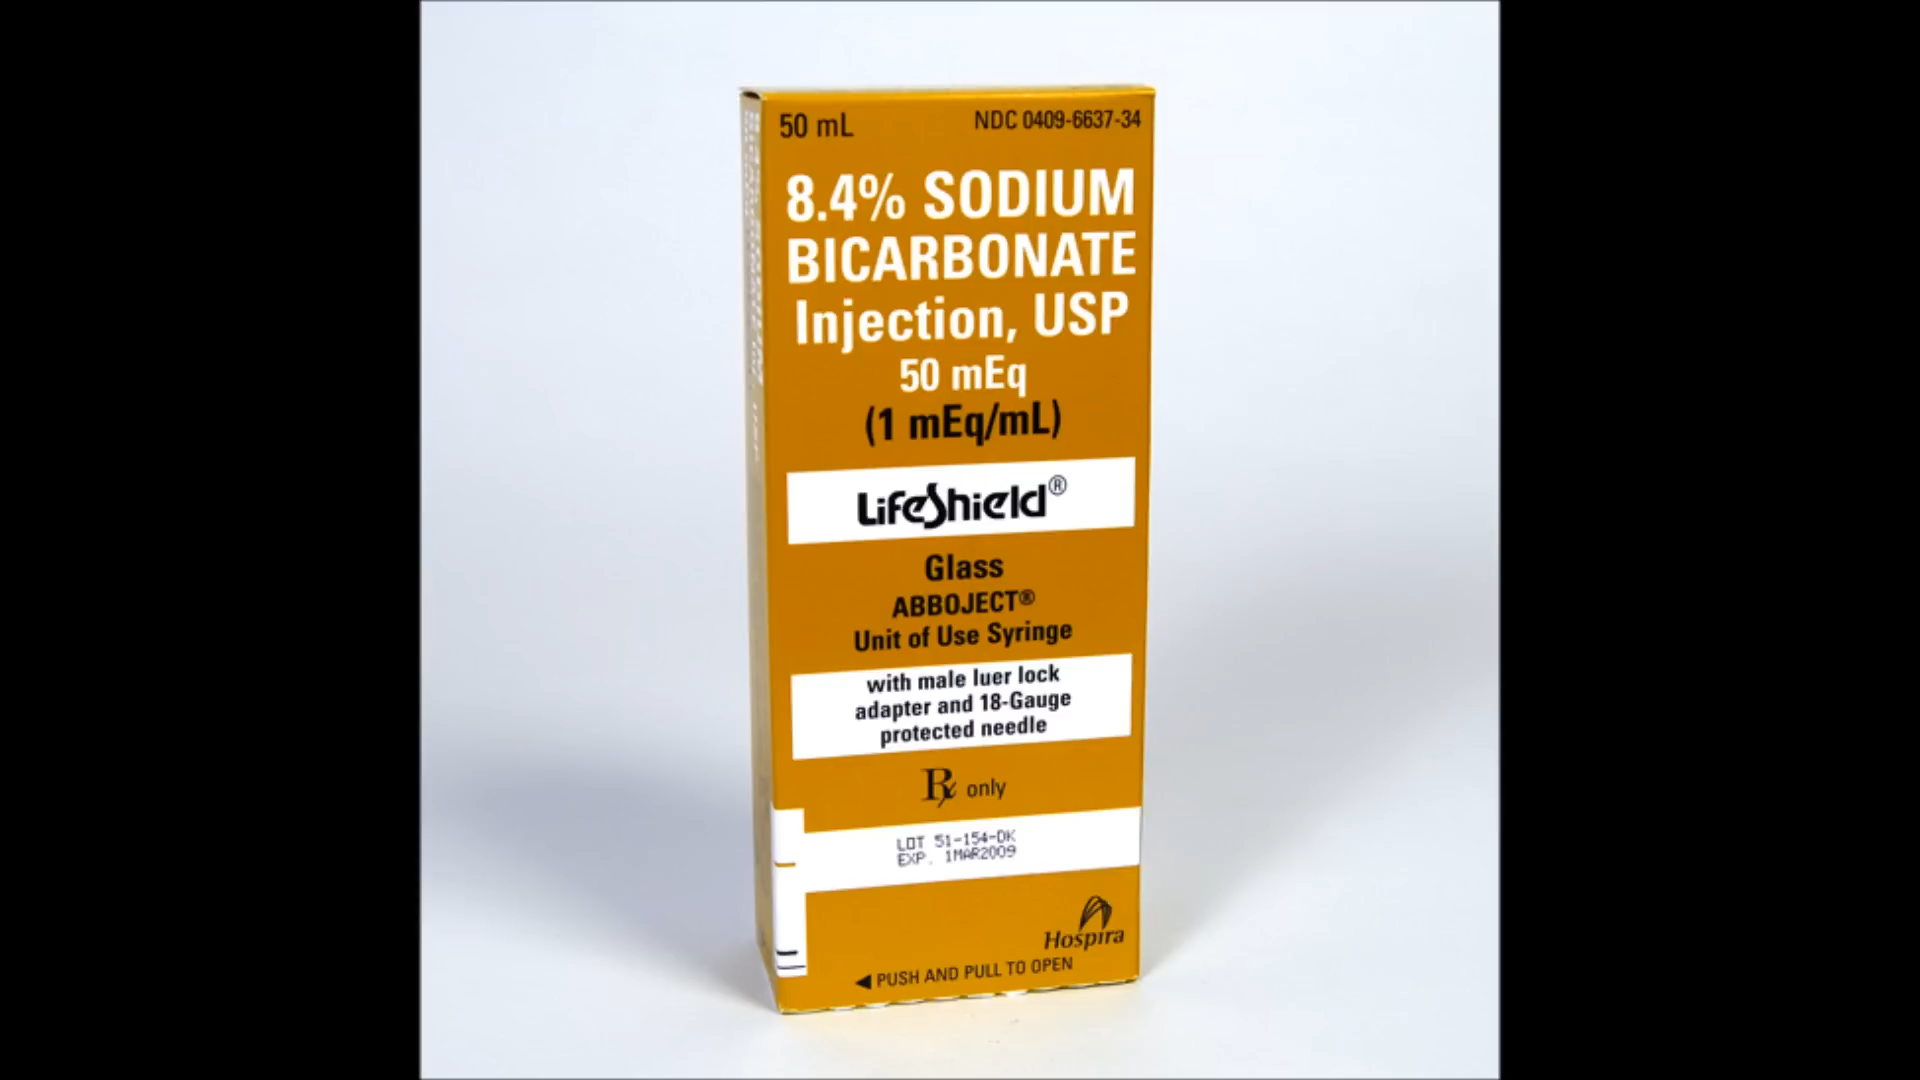 50 mL
NDC 0409-6637-34
8.4% SODIUM
BICARBONATE
Injection, USP
50 mEq
(1 mEq/mL)
LifeShield®
Glass
ABBOJECT®
Unit of Use Syringe
with male luer lock
adapter and 18-Gauge
protected needle
Rx only
LOT 51-154-DK
EXP. 1MAR2009
Hospira
◀ PUSH AND PULL TO OPEN